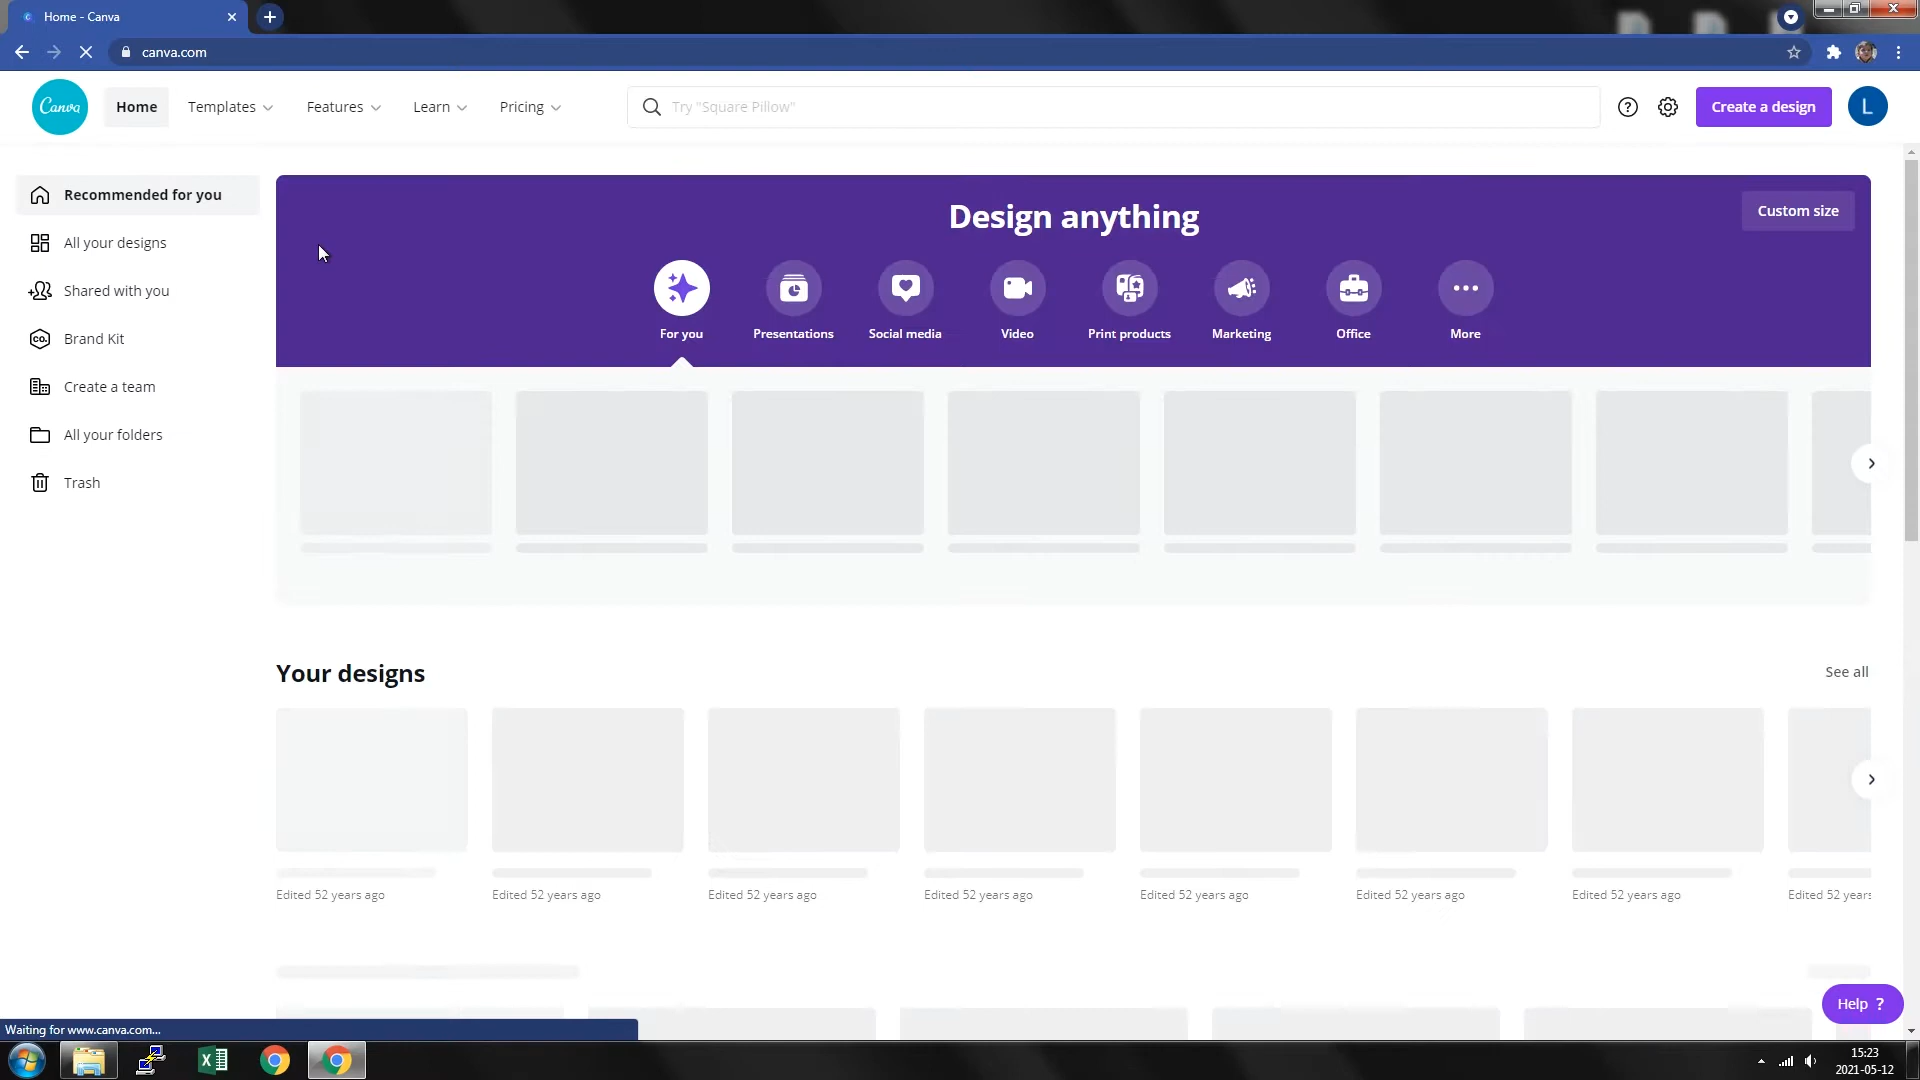 Home - Canva
canva.com
Canva
Home
Templates
Features
Learn
Pricing
Try "Square Pillow"
Create a design
L
Recommended for you
All your designs
Shared with you
CO.
Brand Kit
Create a team
All your folders
Trash
Design anything
Custom size
For you
Presentations
Social media
Video
Print products
Marketing
Office
More
Your designs
See all
Edited 52 years ago
Edited 52 years ago
Edited 52 years ago
Edited 52 years ago
Edited 52 years ago
Edited 52 years ago
Edited 52 years ago
Edited 52 years
Help ?
Waiting for www.canva.com...
15:23
2021-05-12